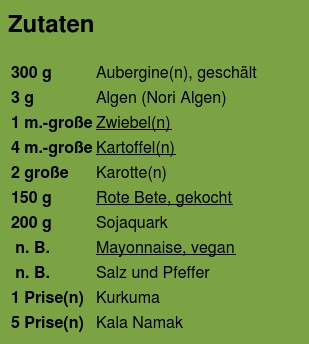 Zutaten
300 g Aubergine(n), geschält
3 g Algen (Nori Algen)
1 m.-große Zwiebel(n)
4 m.-große Kartoffel(n)
2 große Karotte(n)
150 g Rote Bete, gekocht
200 g Sojaquark
n. B. Mayonnaise, vegan
n. B. Salz und Pfeffer
1 Prise(n) Kurkuma
5 Prise(n) Kala Namak